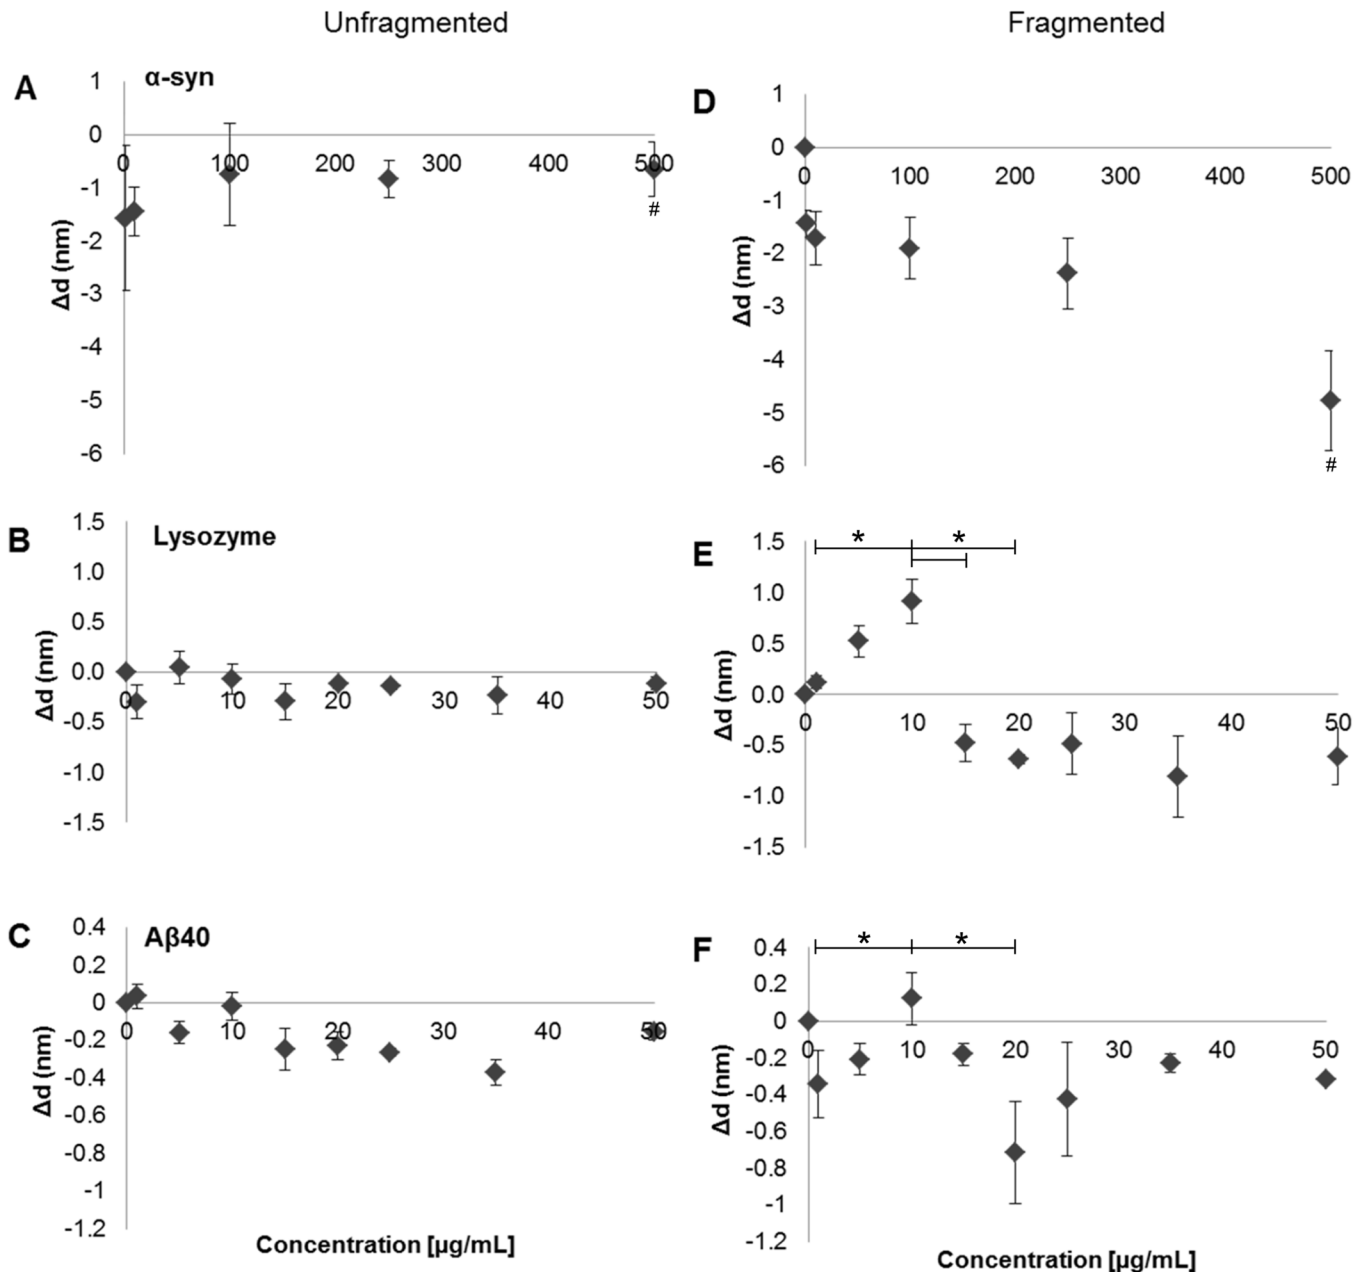 Unfragmented
Fragmented
A
α-syn
1
0
-1
-2
-3
-4
-5
-6
Δd (nm)
0 100 200 300 400 500
#
D
1
0
-1
-2
-3
-4
-5
-6
Δd (nm)
0 100 200 300 400 500
#
B
Lysozyme
1.5
1.0
0.5
0.0
-0.5
-1.0
-1.5
Δd (nm)
0 10 20 30 40 50
E
* *
1.5
1.0
0.5
0.0
-0.5
-1.0
-1.5
Δd (nm)
0 10 20 30 40 50
C
Aβ40
0.4
0.2
0
-0.2
-0.4
-0.6
-0.8
-1
-1.2
Δd (nm)
0 10 20 30 40 50
Concentration [μg/mL]
F
* *
0.4
0.2
0
-0.2
-0.4
-0.6
-0.8
-1
-1.2
Δd (nm)
0 10 20 30 40 50
Concentration [μg/mL]